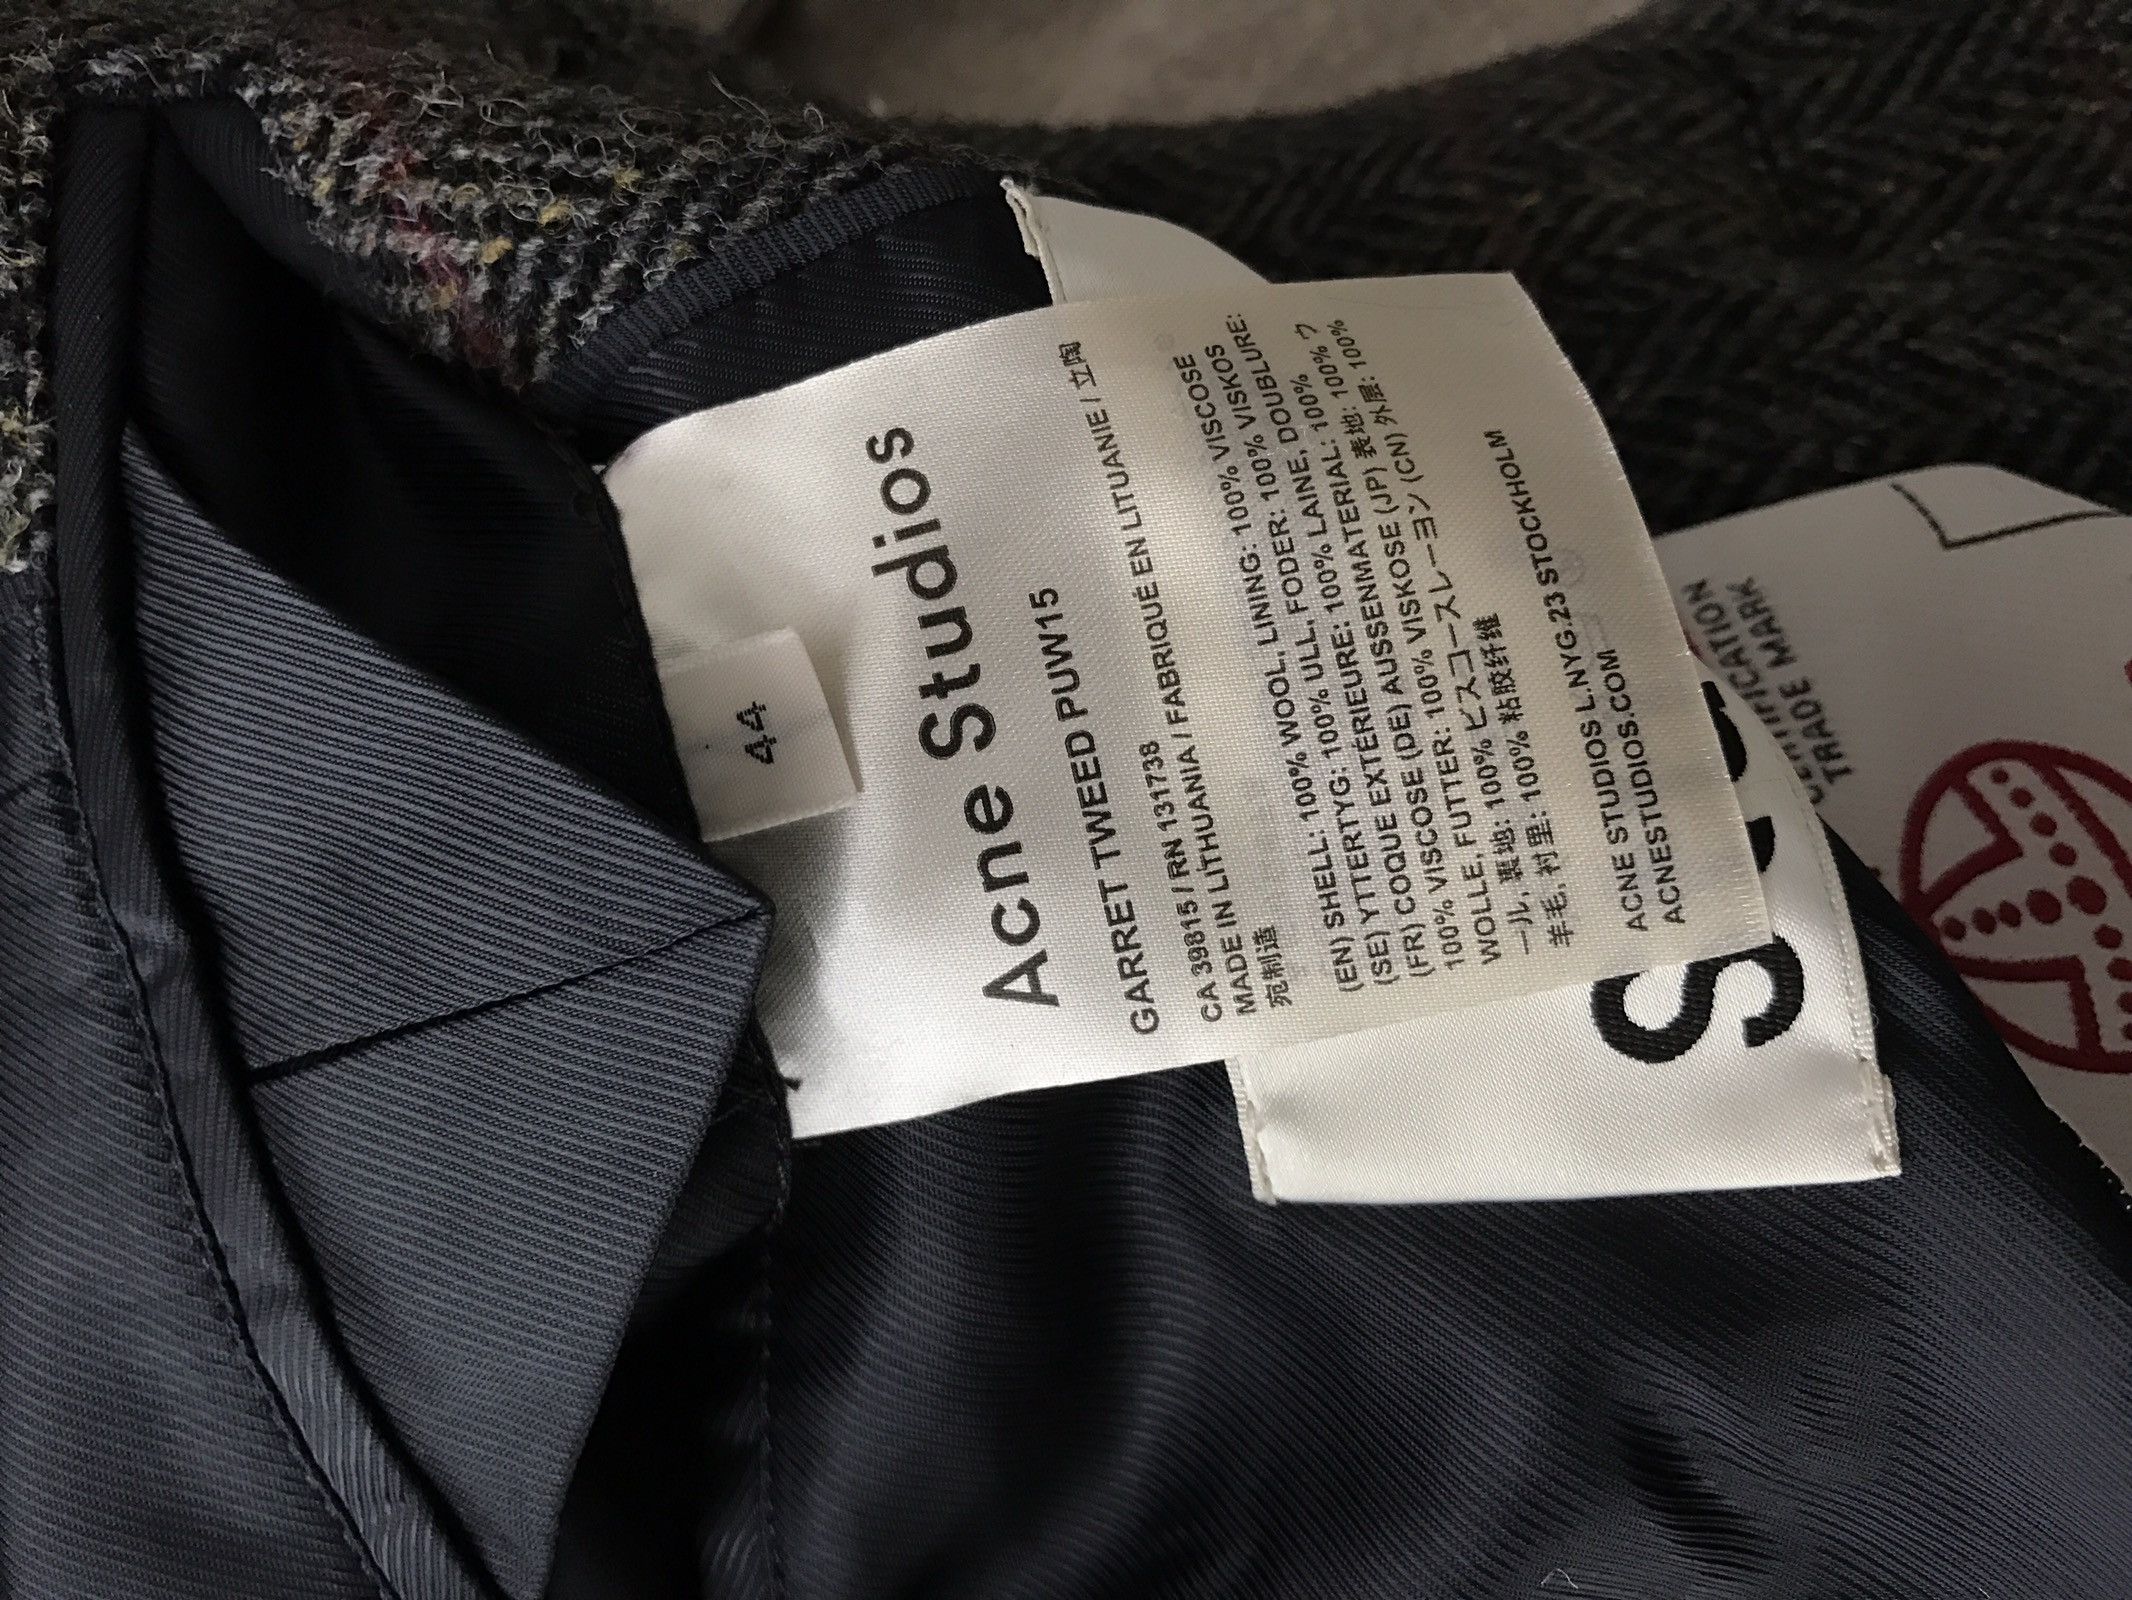 44
Acne Studios
GARRET TWEED PUW15
CA 39815 / RN 131738
MADE IN LITHUANIA / FABRIQUÉ EN LITUANIE / 立陶
宛制造
(EN) SHELL: 100% WOOL, LINING: 100% VISCOSE
(SE) YTTERTYG: 100% ULL, FODER: 100% VISKOS
(FR) COQUE EXTÉRIEURE: 100% LAINE, DOUBLURE:
100% VISCOSE (DE) AUSSENMATERIAL: 100%
WOLLE, FUTTER: 100% VISKOSE (JP) 表地: 100% ウ
ール, 裏地: 100% ビスコースレーヨン (CN) 外层: 100%
羊毛, 衬里: 100% 粘胶纤维
ACNE STUDIOS L.NYG.23 STOCKHOLM
ACNESTUDIOS.COM
CERTIFICATION
TRADE MARK